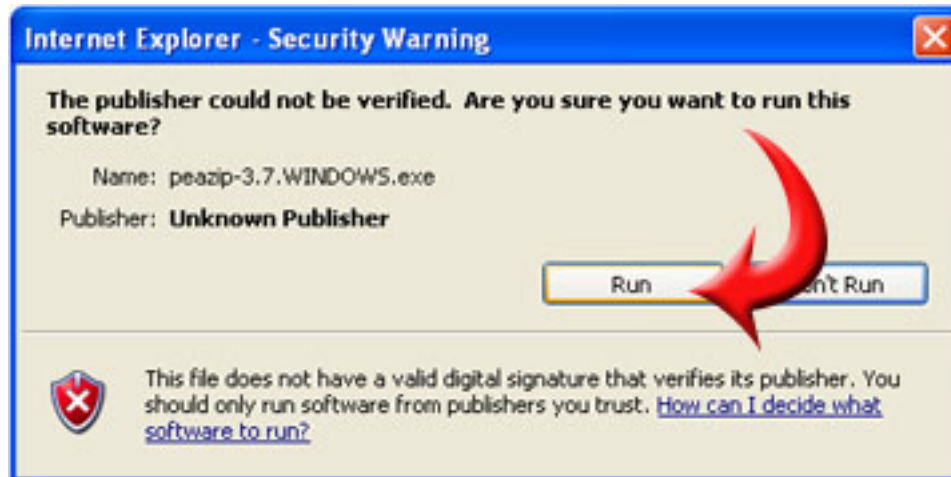 Internet Explorer - Security Warning
The publisher could not be verified. Are you sure you want to run this
software?
Name: peazip-3.7.WINDOWS.exe
Publisher: Unknown Publisher
Run
Run
This file does not have a valid digital signature that verifies its publisher. You
should only run software from publishers you trust. How can I decide what
software to run?